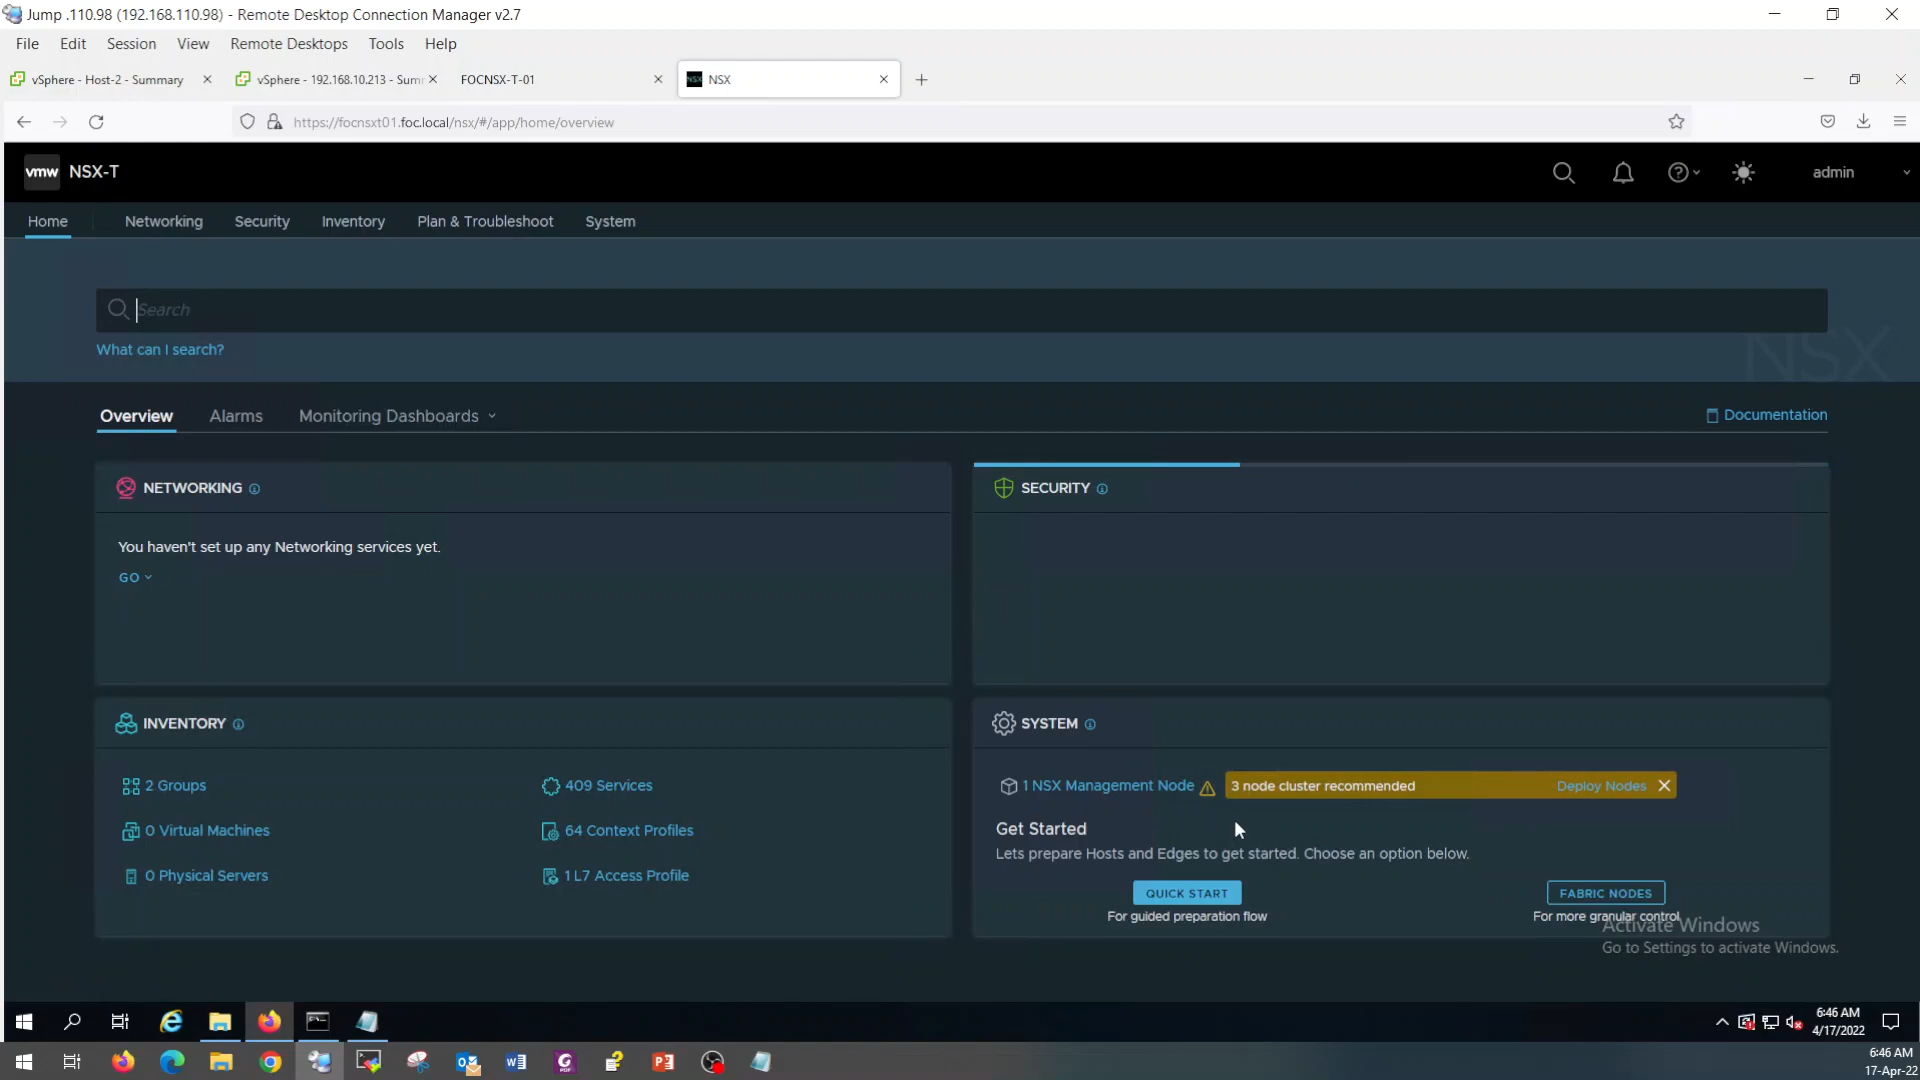 Jump .110.98 (192.168.110.98) - Remote Desktop Connection Manager v2.7
File Edit Session View Remote Desktops Tools Help
vSphere - Host-2 - Summary
vSphere - 192.168.10.213 - Sum
FOCNSX-T-01
NSX NSX
https://focnsxt01.foc.local/nsx/#/app/home/overview
vmw NSX-T
admin
Home Networking Security Inventory Plan & Troubleshoot System
Search
What can I search?
NSX
Overview Alarms Monitoring Dashboards Documentation
NETWORKING
You haven't set up any Networking services yet.
GO
SECURITY
INVENTORY
2 Groups
409 Services
0 Virtual Machines
64 Context Profiles
0 Physical Servers
1 L7 Access Profile
SYSTEM
1 NSX Management Node
3 node cluster recommended Deploy Nodes
Get Started
Lets prepare Hosts and Edges to get started. Choose an option below.
QUICK START
For guided preparation flow
FABRIC NODES
For more granular control
Activate Windows
Go to Settings to activate Windows.
6:46 AM
4/17/2022
6:46 AM
17-Apr-22